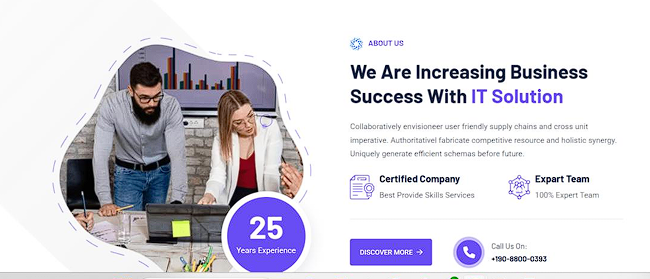 ABOUT US
We Are Increasing Business
Success With IT Solution
Collaboratively envisioneer user friendly supply chains and cross unit
imperative. Authoritativel fabricate competitive resource and holistic synergy.
Uniquely generate efficient schemas before future.
Certified Company
Best Provide Skills Services
Expart Team
100% Expert Team
25
Years Experience
DISCOVER MORE →
Call Us On:
+190-8800-0393